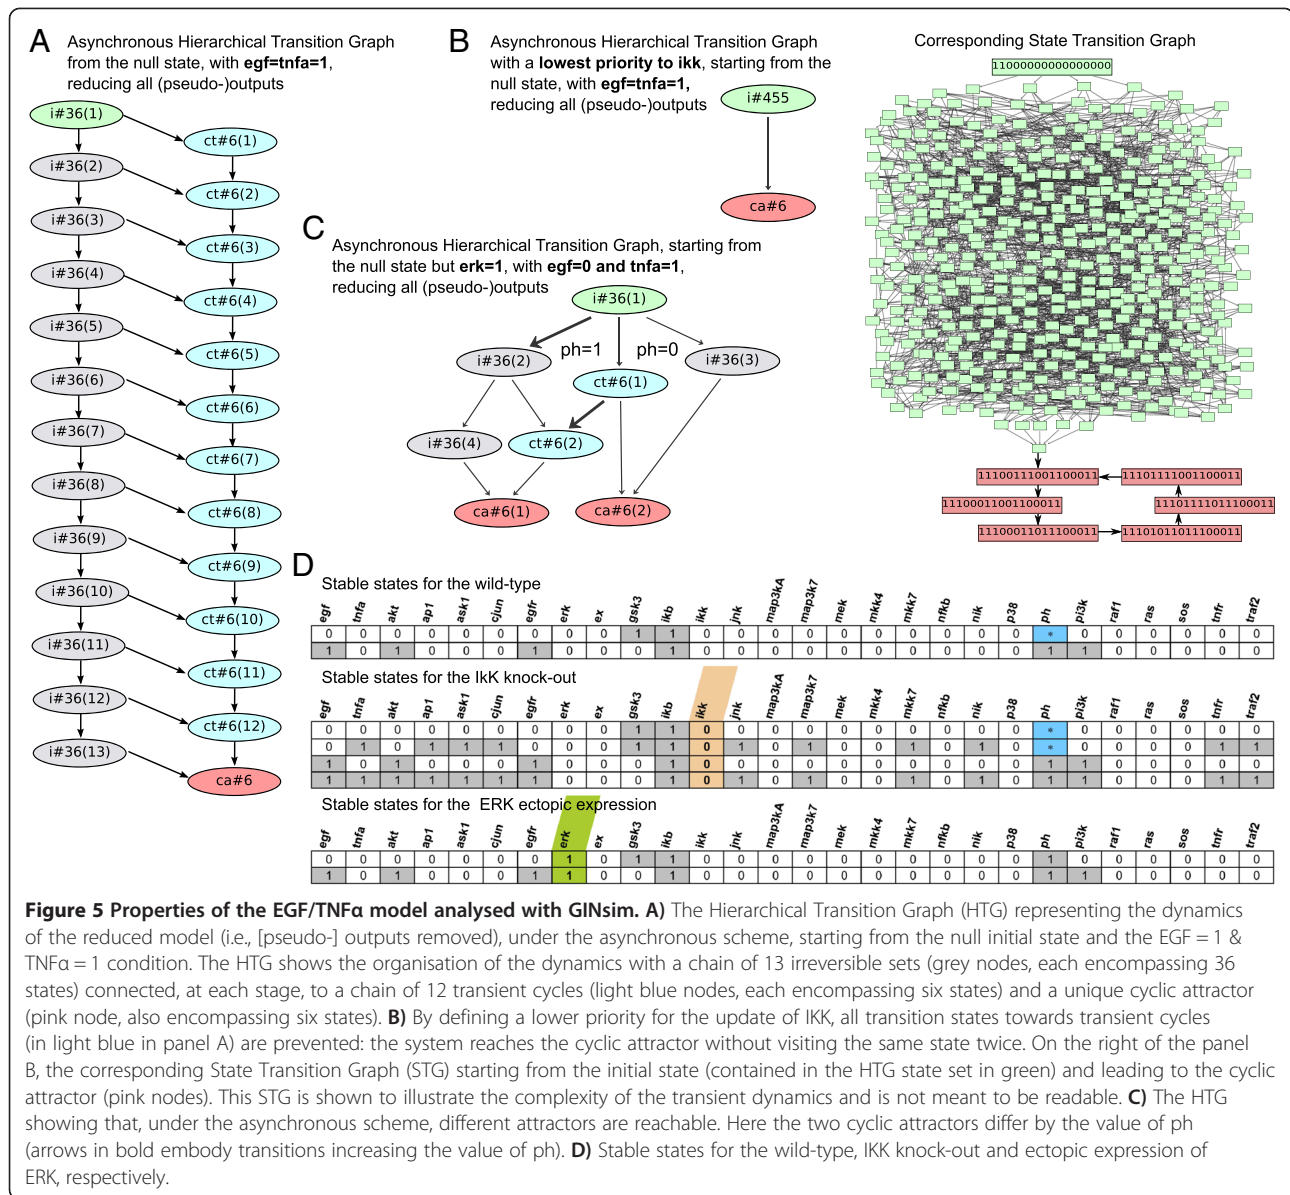 A
Asynchronous Hierarchical Transition Graph
from the null state, with egf=tnfa=1,
reducing all (pseudo-)outputs
i#36(1)
ct#6(1)
i#36(2)
ct#6(2)
i#36(3)
ct#6(3)
i#36(4)
ct#6(4)
i#36(5)
ct#6(5)
i#36(6)
ct#6(6)
i#36(7)
ct#6(7)
i#36(8)
ct#6(8)
i#36(9)
ct#6(9)
i#36(10)
ct#6(10)
i#36(11)
ct#6(11)
i#36(12)
ct#6(12)
i#36(13)
ca#6
B
Asynchronous Hierarchical Transition Graph
with a lowest priority to ikk, starting from the
null state, with egf=tnfa=1,
reducing all (pseudo-)outputs
i#455
ca#6
Corresponding State Transition Graph
11000000000000000
11100111001100011
11101111001100011
11100011001100011
11101111011100011
11100011011100011
11101011011100011
C
Asynchronous Hierarchical Transition Graph, starting from
the null state but erk=1, with egf=0 and tnfa=1,
reducing all (pseudo-)outputs
i#36(1)
i#36(2)
ph=1
ph=0
i#36(3)
ct#6(1)
i#36(4)
ct#6(2)
ca#6(1)
ca#6(2)
D
Stable states for the wild-type
egf tnfa akt ap1 ask1 cjun egfr erk ex gsk3 ikb ikk jnk map3kA map3k7 mek mkk4 mkk7 nfkb nik p38 ph pi3k raf1 ras sos tnfr traf2
0 0 0 0 0 0 0 0 0 1 1 0 0 0 0 0 0 0 0 0 0 * 0 0 0 0 0 0
1 0 1 0 0 0 1 0 0 0 1 0 0 0 0 0 0 0 0 0 0 1 1 0 0 0 0 0
Stable states for the IkK knock-out
egf tnfa akt ap1 ask1 cjun egfr erk ex gsk3 ikb ikk jnk map3kA map3k7 mek mkk4 mkk7 nfkb nik p38 ph pi3k raf1 ras sos tnfr traf2
0 0 0 0 0 0 0 0 0 1 1 0 0 0 0 0 0 0 0 0 0 * 0 0 0 0 0 0
0 1 0 1 1 1 0 0 0 1 1 0 1 0 1 0 0 1 0 1 0 * 0 0 0 0 1 1
1 0 1 0 0 0 1 0 0 0 1 0 0 0 0 0 0 0 0 0 0 1 1 0 0 0 0 0
1 1 1 1 1 1 1 0 0 0 1 0 1 0 1 0 0 1 0 1 0 1 1 0 0 0 1 1
Stable states for the ERK ectopic expression
egf tnfa akt ap1 ask1 cjun egfr erk ex gsk3 ikb ikk jnk map3kA map3k7 mek mkk4 mkk7 nfkb nik p38 ph pi3k raf1 ras sos tnfr traf2
0 0 0 0 0 0 0 1 0 1 1 0 0 0 0 0 0 0 0 0 0 1 0 0 0 0 0 0
1 0 1 0 0 0 1 1 0 0 1 0 0 0 0 0 0 0 0 0 0 1 1 0 0 0 0 0
Figure 5 Properties of the EGF/TNFα model analysed with GINsim. A) The Hierarchical Transition Graph (HTG) representing the dynamics
of the reduced model (i.e., [pseudo-] outputs removed), under the asynchronous scheme, starting from the null initial state and the EGF = 1 &
TNFα = 1 condition. The HTG shows the organisation of the dynamics with a chain of 13 irreversible sets (grey nodes, each encompassing 36
states) connected, at each stage, to a chain of 12 transient cycles (light blue nodes, each encompassing six states) and a unique cyclic attractor
(pink node, also encompassing six states). B) By defining a lower priority for the update of IKK, all transition states towards transient cycles
(in light blue in panel A) are prevented: the system reaches the cyclic attractor without visiting the same state twice. On the right of the panel
B, the corresponding State Transition Graph (STG) starting from the initial state (contained in the HTG state set in green) and leading to the cyclic
attractor (pink nodes). This STG is shown to illustrate the complexity of the transient dynamics and is not meant to be readable. C) The HTG
showing that, under the asynchronous scheme, different attractors are reachable. Here the two cyclic attractors differ by the value of ph
(arrows in bold embody transitions increasing the value of ph). D) Stable states for the wild-type, IKK knock-out and ectopic expression of
ERK, respectively.